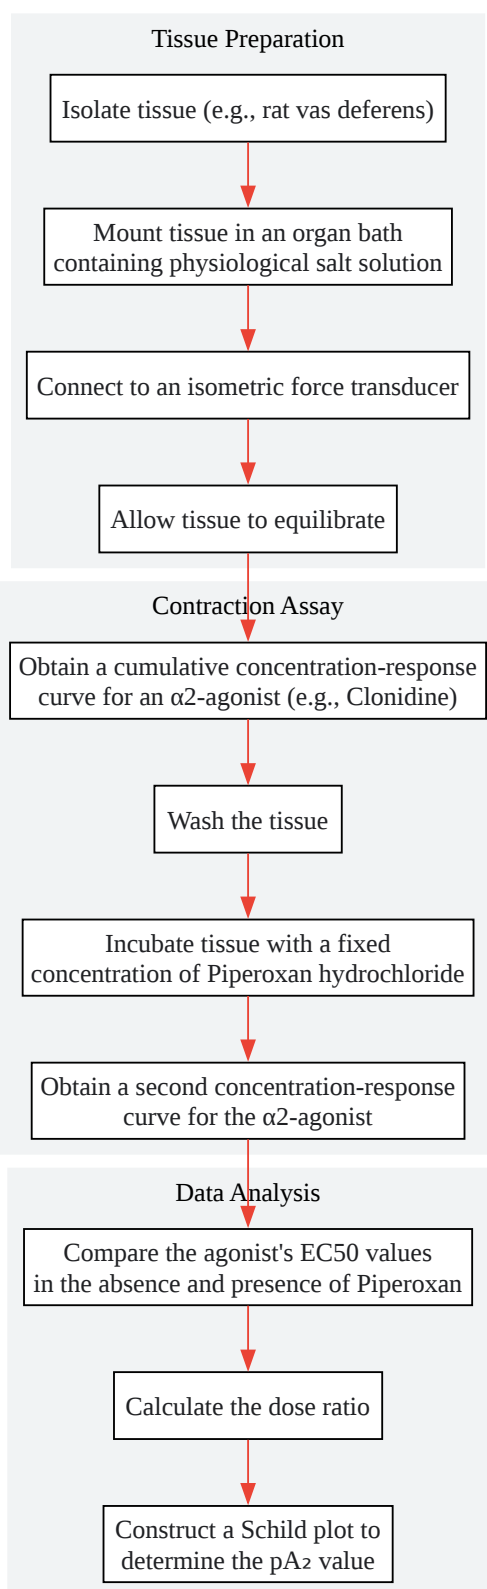 Tissue Preparation
Isolate tissue (e.g., rat vas deferens)
Mount tissue in an organ bath
containing physiological salt solution
Connect to an isometric force transducer
Allow tissue to equilibrate
Contraction Assay
Obtain a cumulative concentration-response
curve for an α2-agonist (e.g., Clonidine)
Wash the tissue
Incubate tissue with a fixed
concentration of Piperoxan hydrochloride
Obtain a second concentration-response
curve for the α2-agonist
Data Analysis
Compare the agonist's EC50 values
in the absence and presence of Piperoxan
Calculate the dose ratio
Construct a Schild plot to
determine the pA₂ value